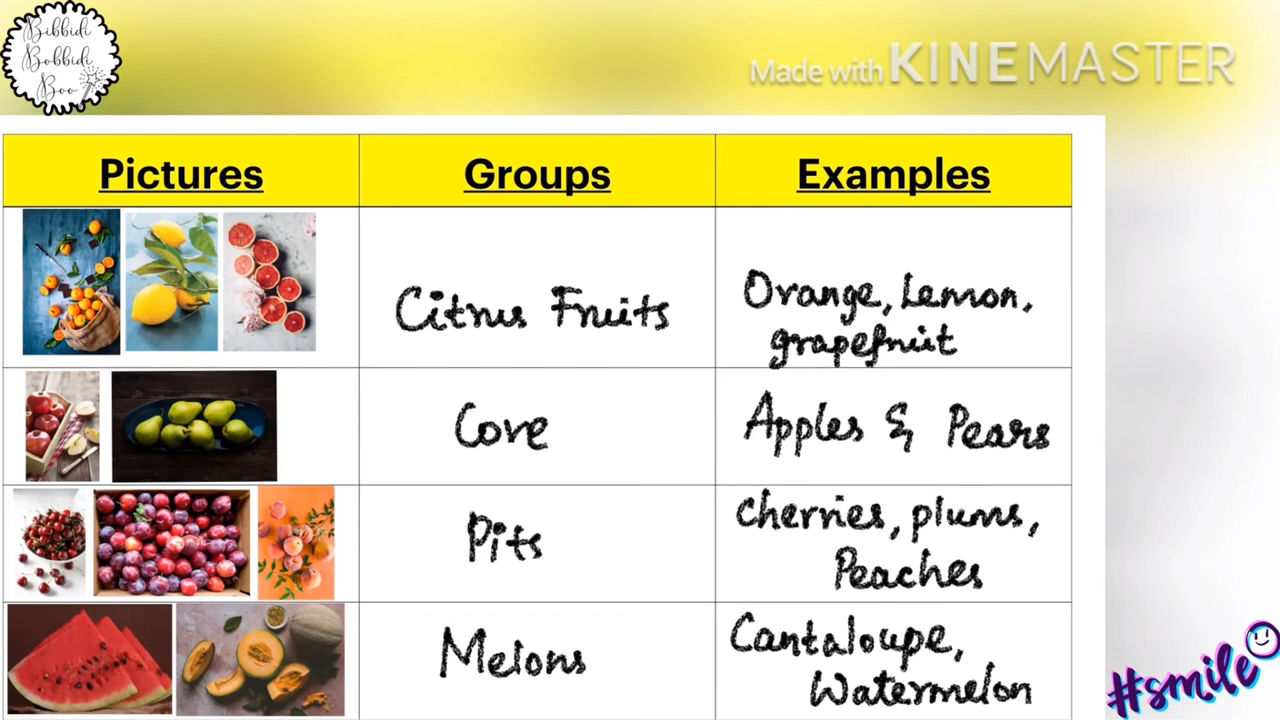 Bibbidi
Bobbidi
Boo
Made with KINEMASTER
Pictures Groups Examples
Citrus Fruits
Orange, Lemon,
grapefruit
Core
Apples & Pears
Pits
cherries, plums,
Peaches
Melons
Cantaloupe,
Watermelon
#smile